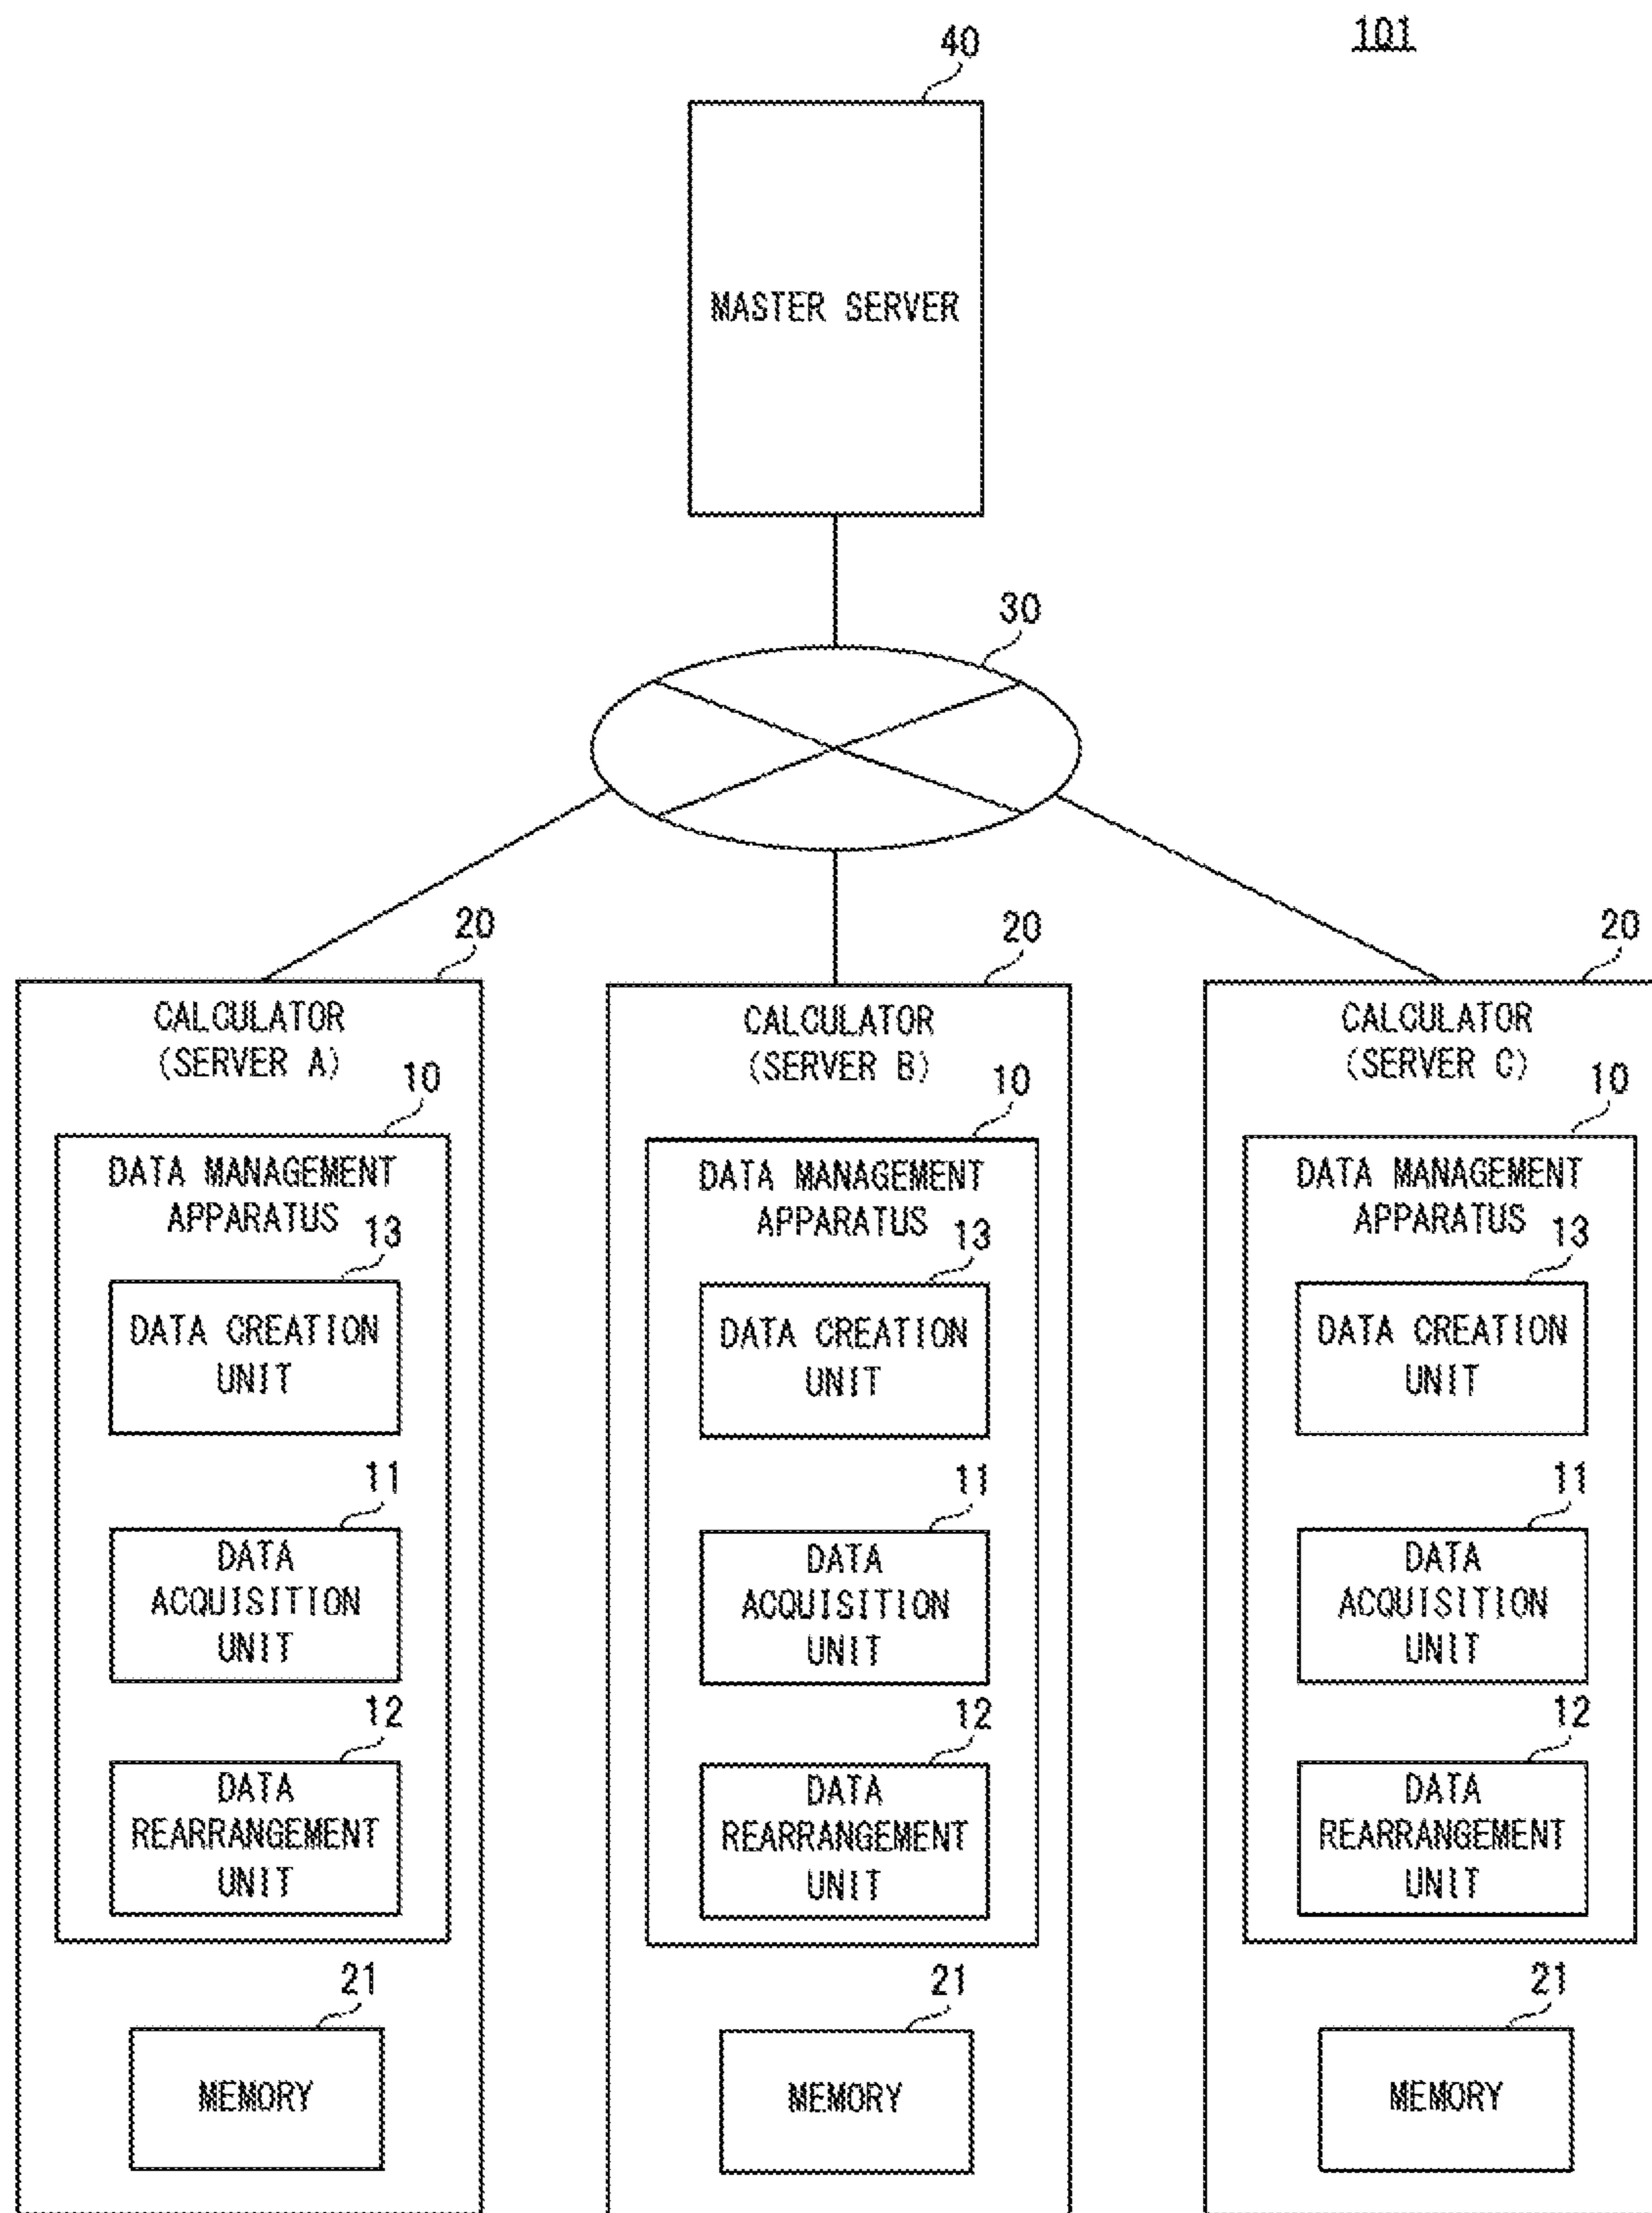 101
40
MASTER SERVER
30
20
CALCULATOR
(SERVER A)
10
DATA MANAGEMENT
APPARATUS
13
DATA CREATION
UNIT
11
DATA
ACQUISITION
UNIT
12
DATA
REARRANGEMENT
UNIT
21
MEMORY
20
CALCULATOR
(SERVER B)
10
DATA MANAGEMENT
APPARATUS
13
DATA CREATION
UNIT
11
DATA
ACQUISITION
UNIT
12
DATA
REARRANGEMENT
UNIT
21
MEMORY
20
CALCULATOR
(SERVER C)
10
DATA MANAGEMENT
APPARATUS
13
DATA CREATION
UNIT
11
DATA
ACQUISITION
UNIT
12
DATA
REARRANGEMENT
UNIT
21
MEMORY